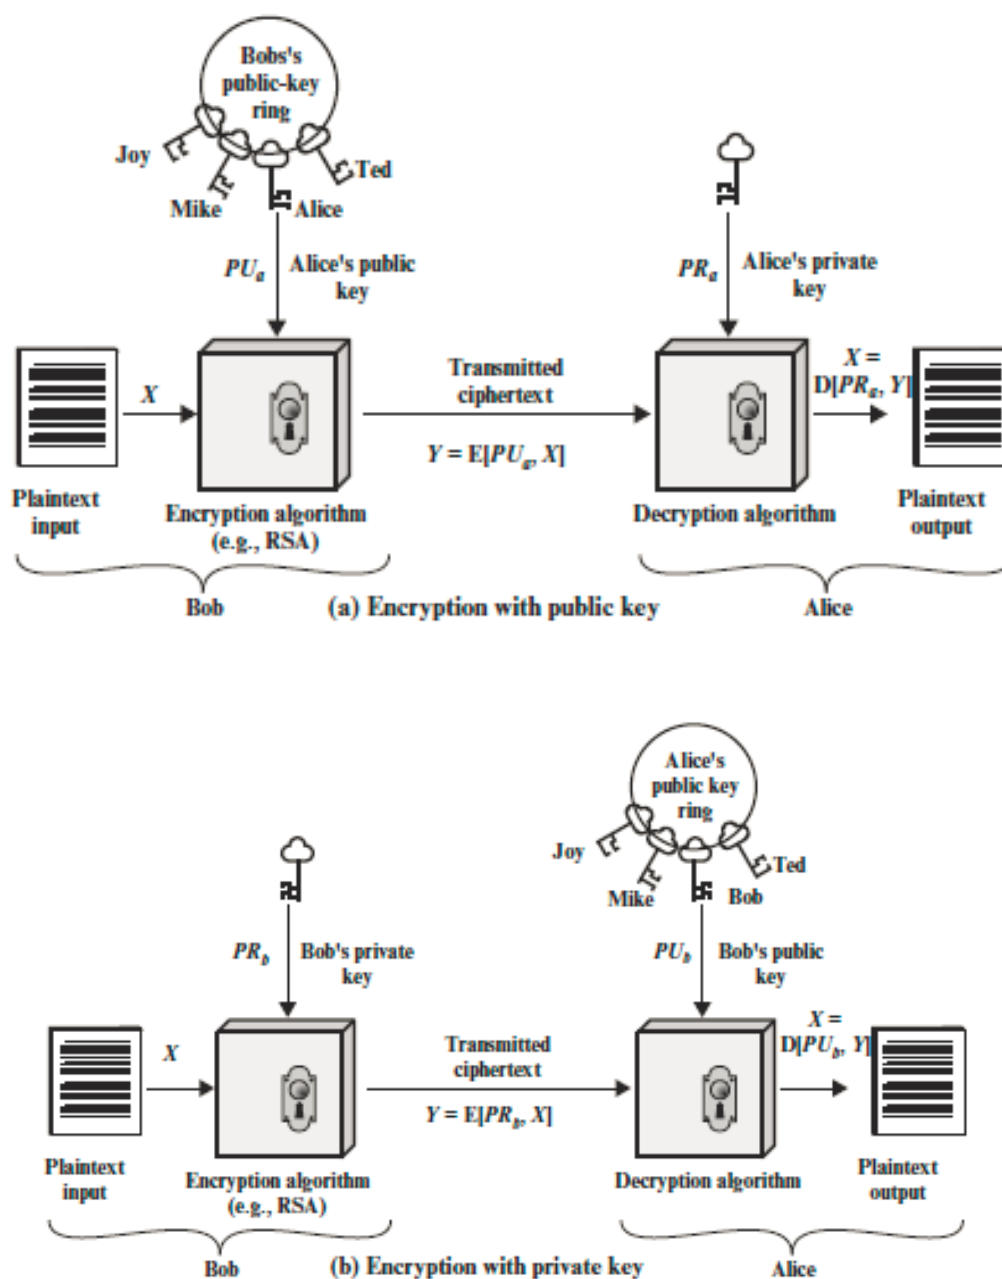 Bobs's
public-key
ring
Joy
Ted
Mike
Alice
PUa
Alice's public
key
PRa
Alice's private
key
X
Transmitted
ciphertext
X =
D[PRa, Y]
Y = E[PUa, X]
Plaintext
input
Encryption algorithm
(e.g., RSA)
Decryption algorithm
Plaintext
output
Bob
(a) Encryption with public key
Alice
Alice's
public key
ring
Joy
Ted
Mike
Bob
PRb
Bob's private
key
PUb
Bob's public
key
X
Transmitted
ciphertext
X =
D[PUb, Y]
Y = E[PRb, X]
Plaintext
input
Encryption algorithm
(e.g., RSA)
Decryption algorithm
Plaintext
output
Bob
(b) Encryption with private key
Alice